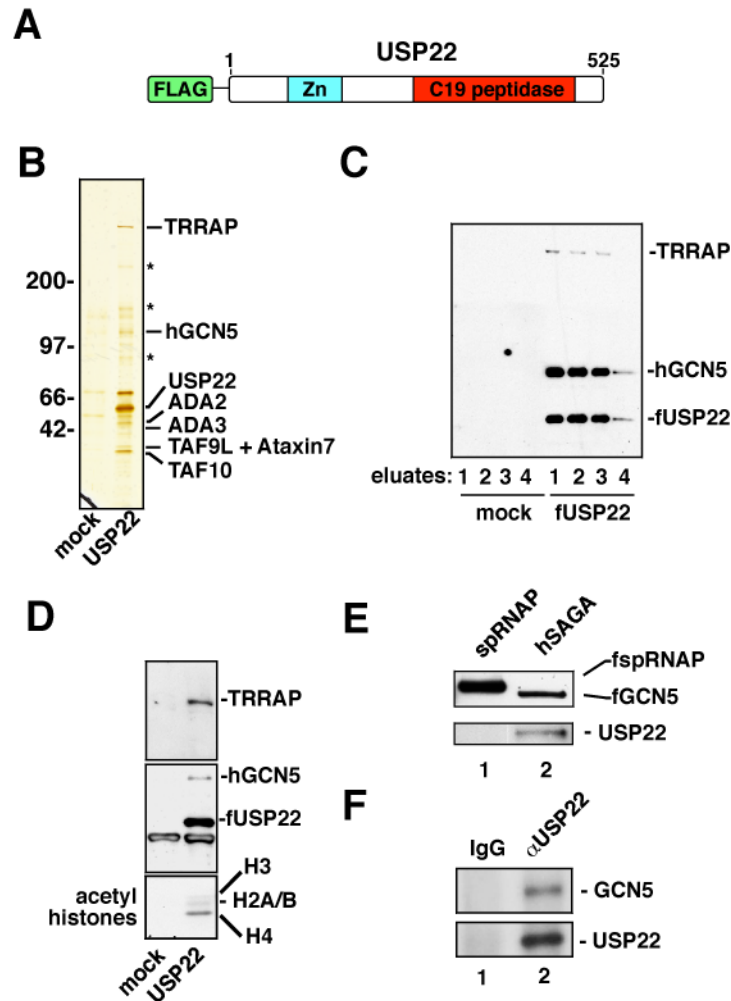 A
USP22
1
525
FLAG
Zn
C19 peptidase
B
TRRAP
*
200-
*
hGCN5
97-
*
USP22
66-
ADA2
42-
ADA3
TAF9L + Ataxin7
TAF10
mock
USP22
C
-TRRAP
-hGCN5
-fUSP22
eluates: 1 2 3 4 1 2 3 4
mock fUSP22
D
-TRRAP
-hGCN5
-fUSP22
H3
acetyl
histones
- H2A/B
H4
mock
USP22
E
spRNAP
hSAGA
fspRNAP
fGCN5
- USP22
1 2
F
IgG
αUSP22
- GCN5
- USP22
1 2